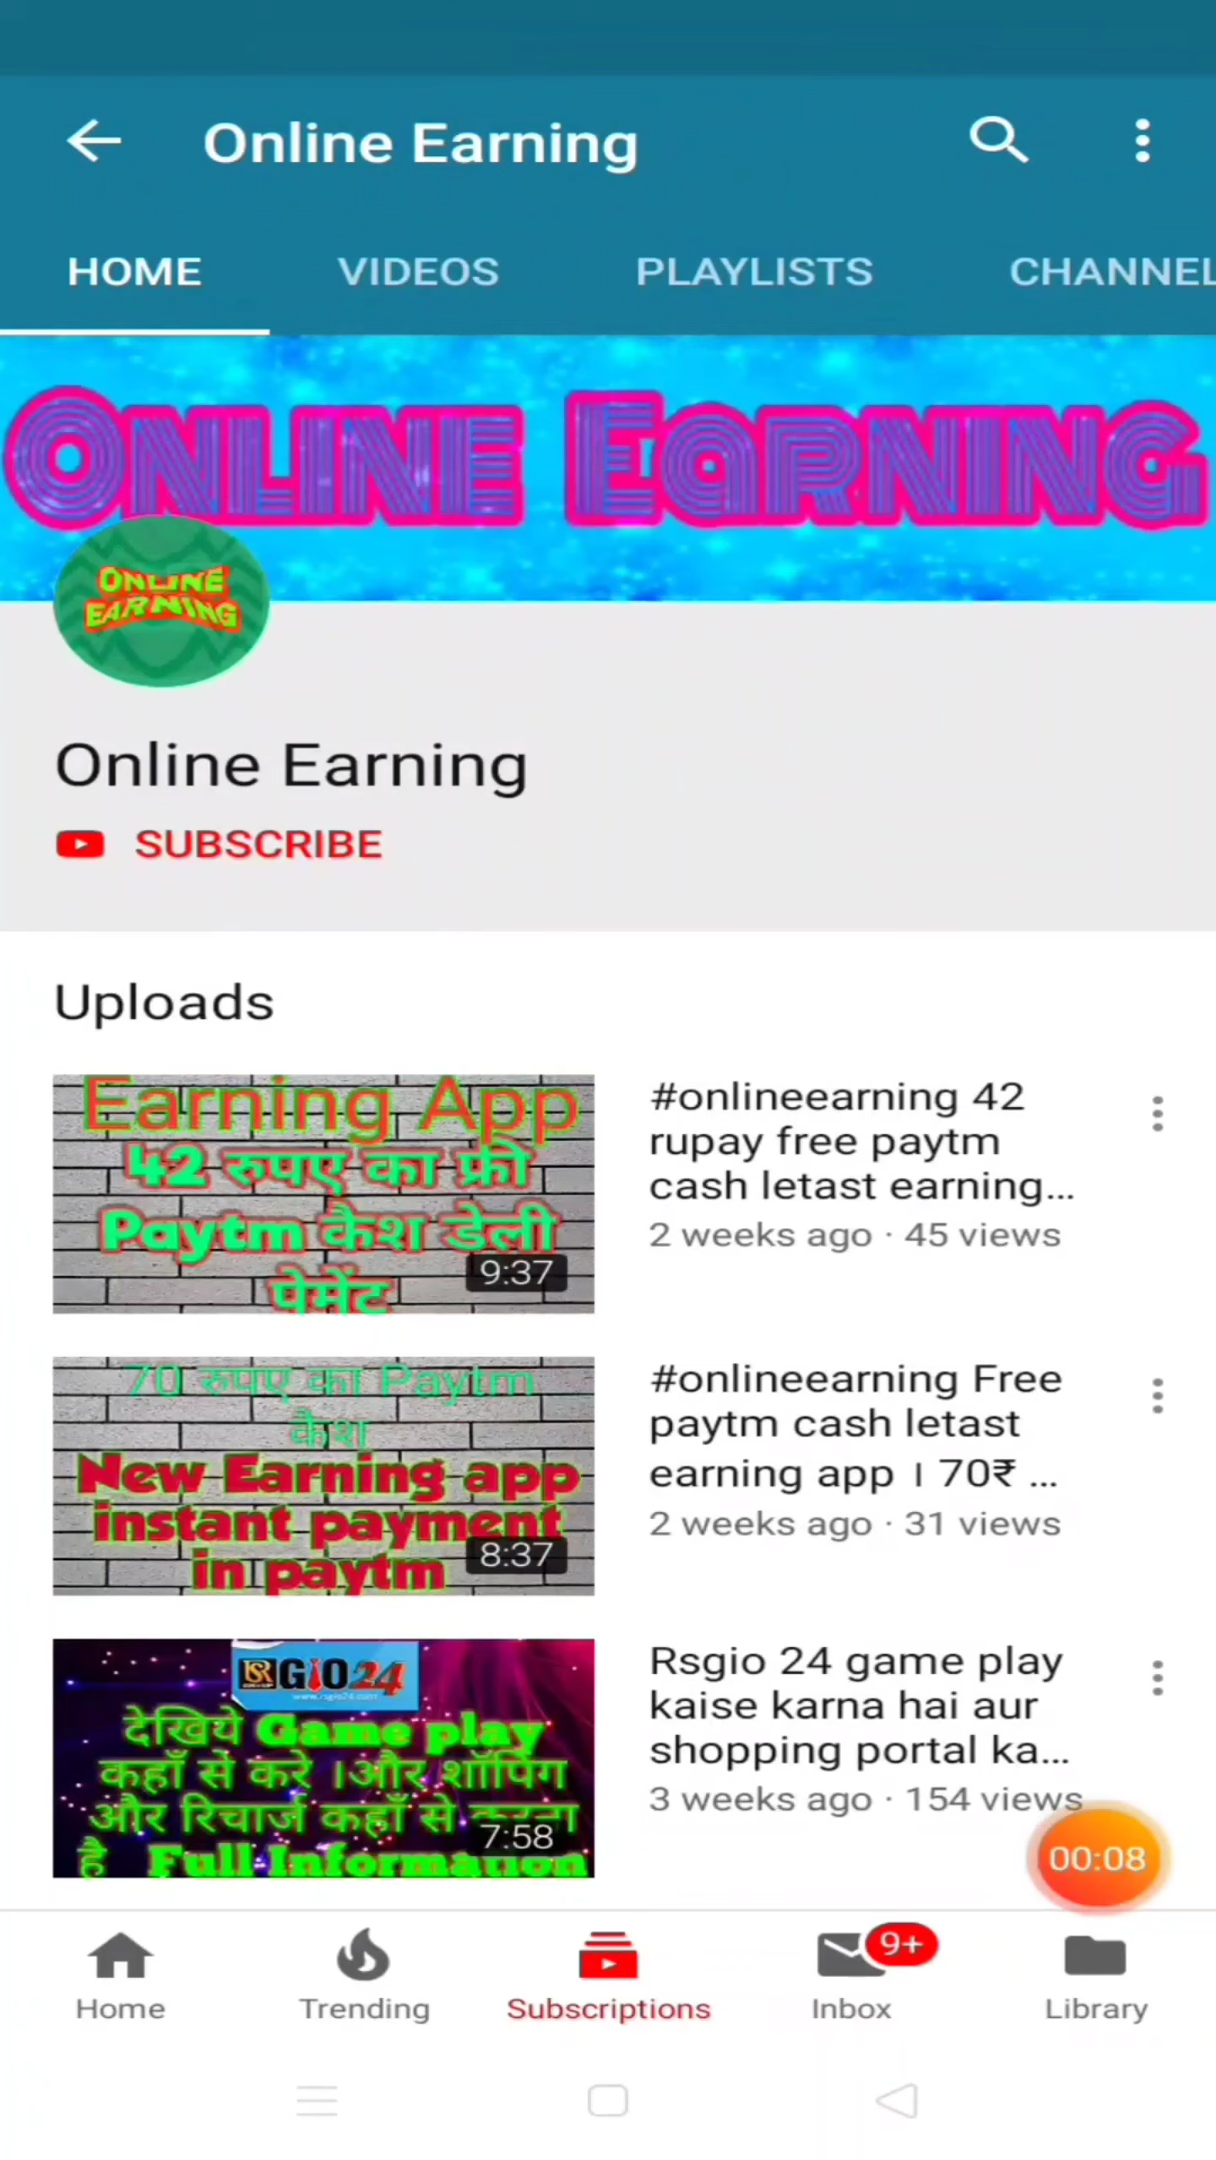 Online Earning
HOME VIDEOS PLAYLISTS CHANNEL
ONLINE EARNING
ONLINE
EARNING
Online Earning
SUBSCRIBE
Uploads
Earning App
42 रुपए का फ्री
Paytm कैश डेली
पेमेंट
9:37
#onlineearning 42
rupay free paytm
cash letast earning...
2 weeks ago · 45 views
70 रुपए का Paytm
कैश
New Earning app
instant payment
in paytm
8:37
#onlineearning Free
paytm cash letast
earning app । 70₹ ...
2 weeks ago · 31 views
RSGIO24
www.rsgio24.com
देखिये Game play
कहाँ से करे ।और शॉपिंग
और रिचार्ज कहाँ से करना
है Full Information
7:58
Rsgio 24 game play
kaise karna hai aur
shopping portal ka...
3 weeks ago · 154 views
00:08
9+
Home Trending Subscriptions Inbox Library